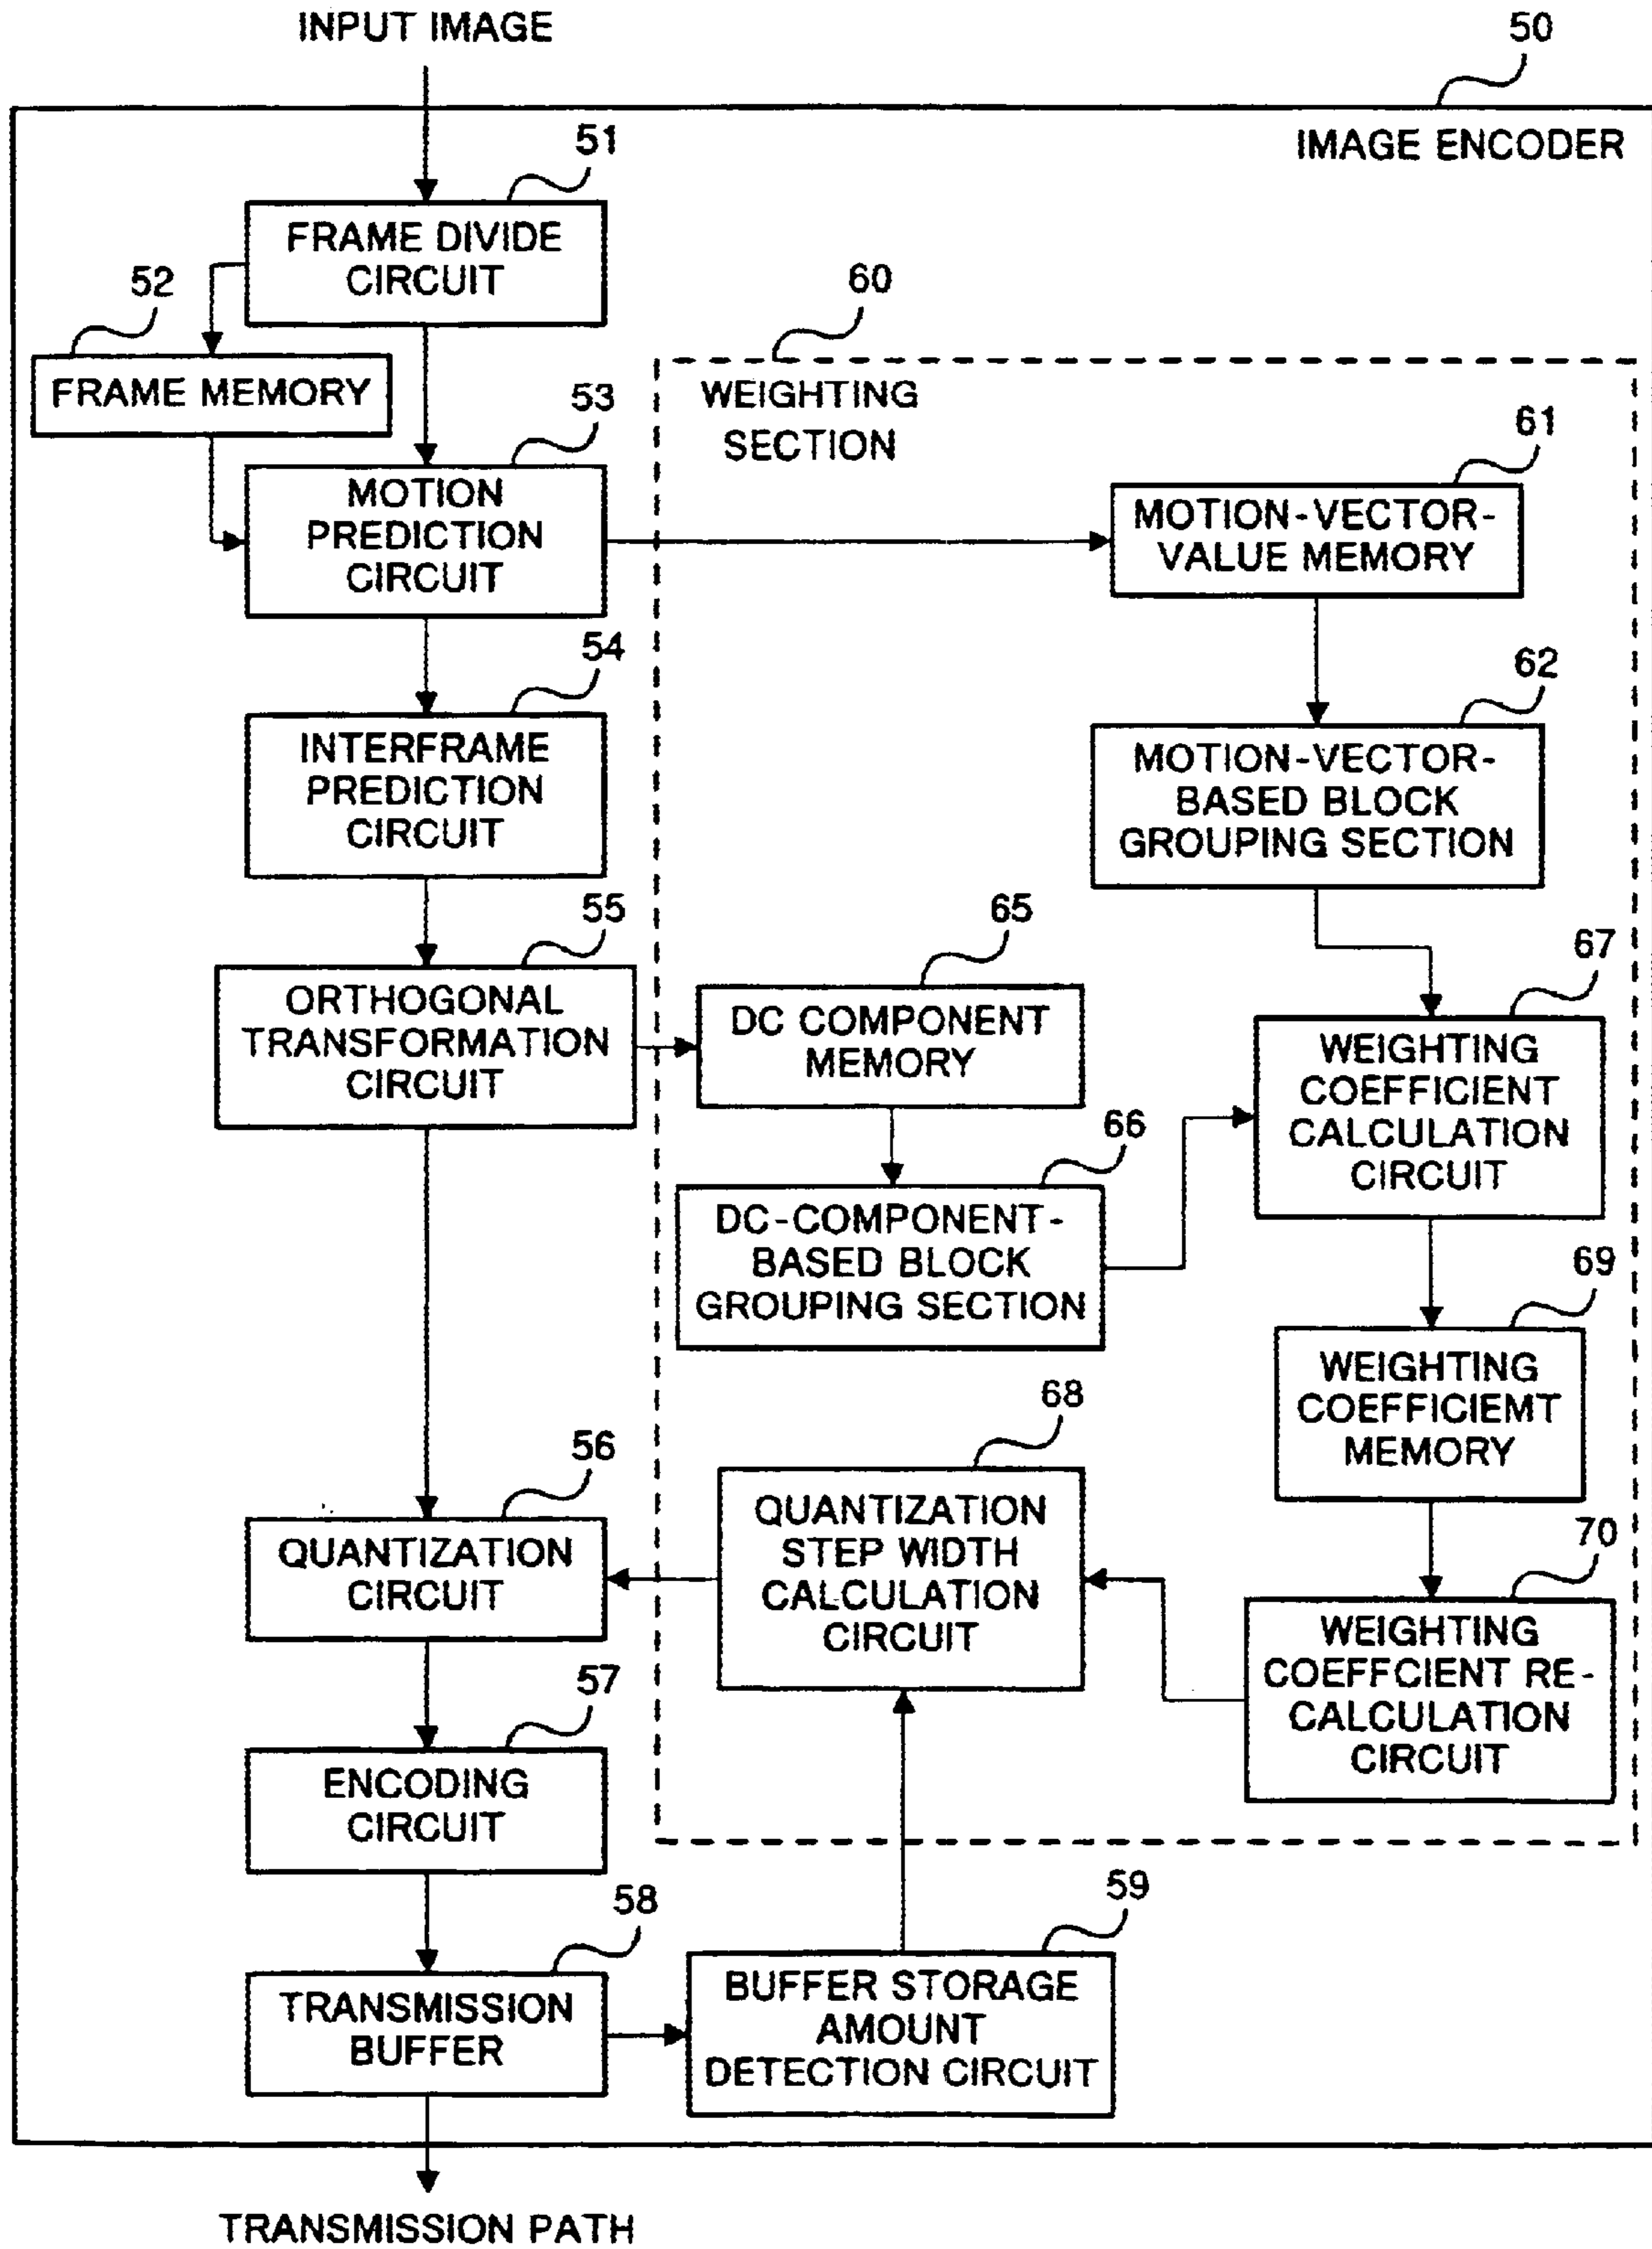 INPUT IMAGE
50
IMAGE ENCODER
51
FRAME DIVIDE
CIRCUIT
52
FRAME MEMORY
53
MOTION
PREDICTION
CIRCUIT
54
INTERFRAME
PREDICTION
CIRCUIT
55
ORTHOGONAL
TRANSFORMATION
CIRCUIT
56
QUANTIZATION
CIRCUIT
57
ENCODING
CIRCUIT
58
TRANSMISSION
BUFFER
59
BUFFER STORAGE
AMOUNT
DETECTION CIRCUIT
60
WEIGHTING
SECTION
61
MOTION-VECTOR-
VALUE MEMORY
62
MOTION-VECTOR-
BASED BLOCK
GROUPING SECTION
65
DC COMPONENT
MEMORY
66
DC-COMPONENT-
BASED BLOCK
GROUPING SECTION
67
WEIGHTING
COEFFICIENT
CALCULATION
CIRCUIT
69
WEIGHTING
COEFFICIEMT
MEMORY
68
QUANTIZATION
STEP WIDTH
CALCULATION
CIRCUIT
70
WEIGHTING
COEFFCIENT RE-
CALCULATION
CIRCUIT
TRANSMISSION PATH